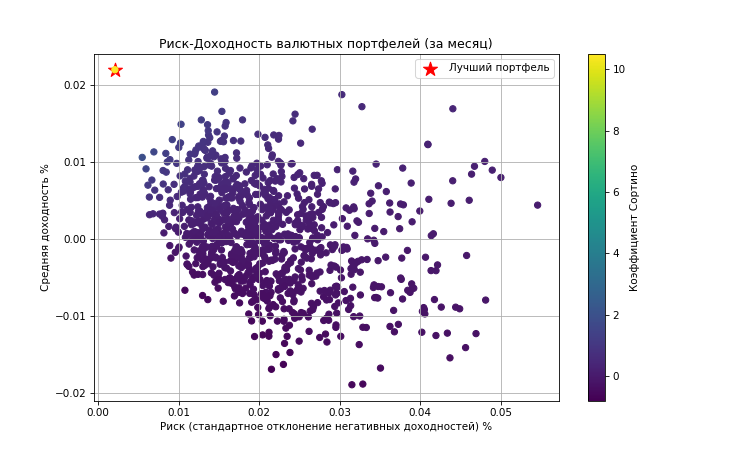 Риск-Доходность валютных портфелей (за месяц)
Лучший портфель
Средняя доходность %
0.02
0.01
0.00
−0.01
−0.02
0.00 0.01 0.02 0.03 0.04 0.05
Риск (стандартное отклонение негативных доходностей) %
10
8
6
4
2
0
Коэффициент Сортино